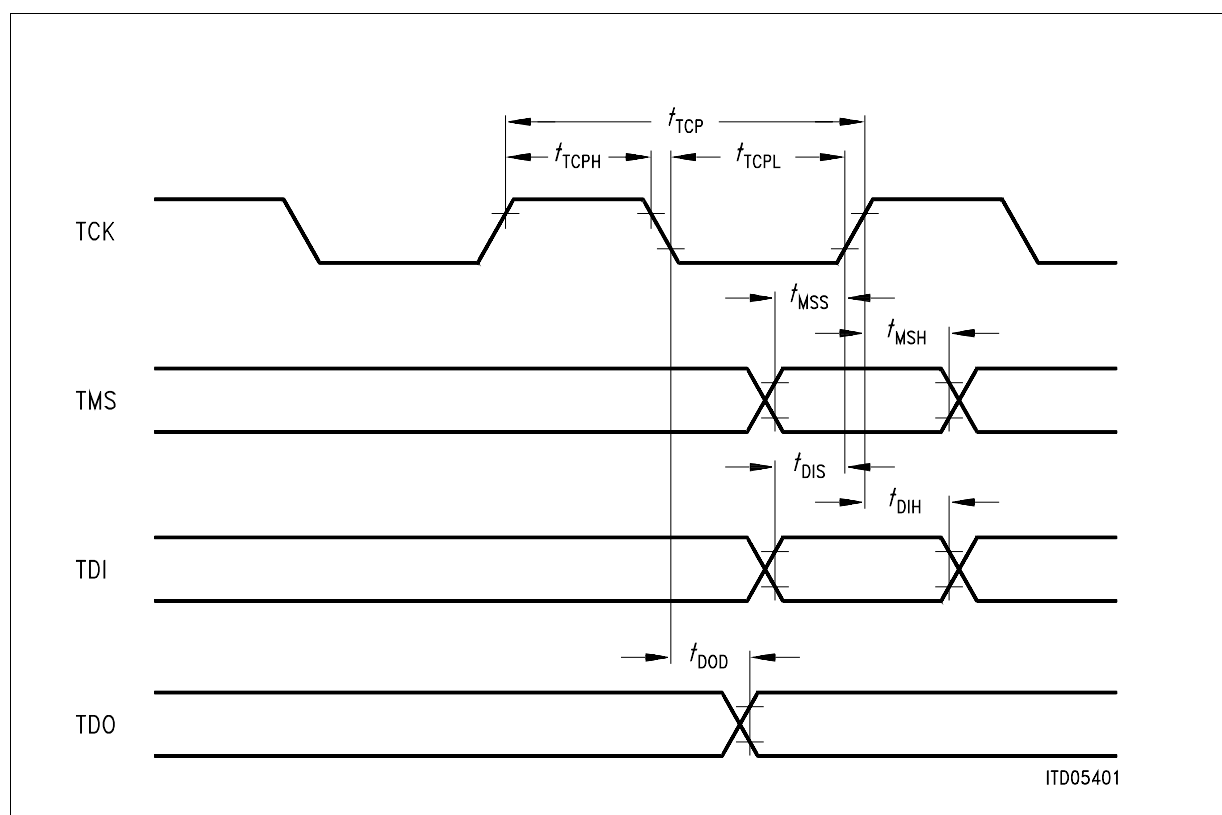 tTCP
tTCPH
tTCPL
TCK
tMSS
tMSH
TMS
tDIS
tDIH
TDI
tDOD
TDO
ITD05401